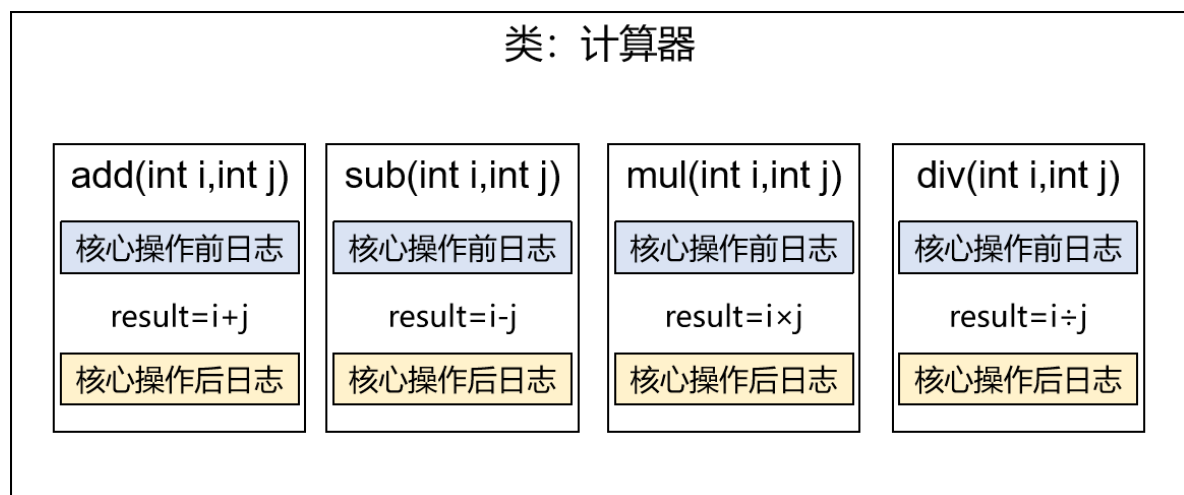 类：计算器
add(int i,int j)
核心操作前日志
result=i+j
核心操作后日志
sub(int i,int j)
核心操作前日志
result=i-j
核心操作后日志
mul(int i,int j)
核心操作前日志
result=i×j
核心操作后日志
div(int i,int j)
核心操作前日志
result=i÷j
核心操作后日志